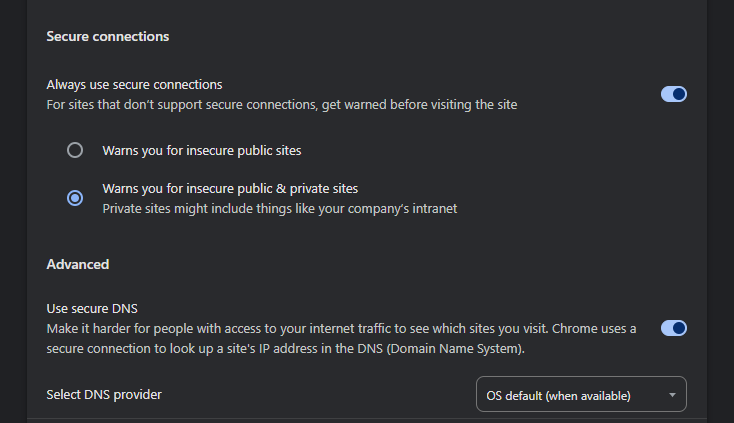 Secure connections
Always use secure connections
For sites that don't support secure connections, get warned before visiting the site
Warns you for insecure public sites
Warns you for insecure public & private sites
Private sites might include things like your company's intranet
Advanced
Use secure DNS
Make it harder for people with access to your internet traffic to see which sites you visit. Chrome uses a
secure connection to look up a site's IP address in the DNS (Domain Name System).
Select DNS provider
OS default (when available)